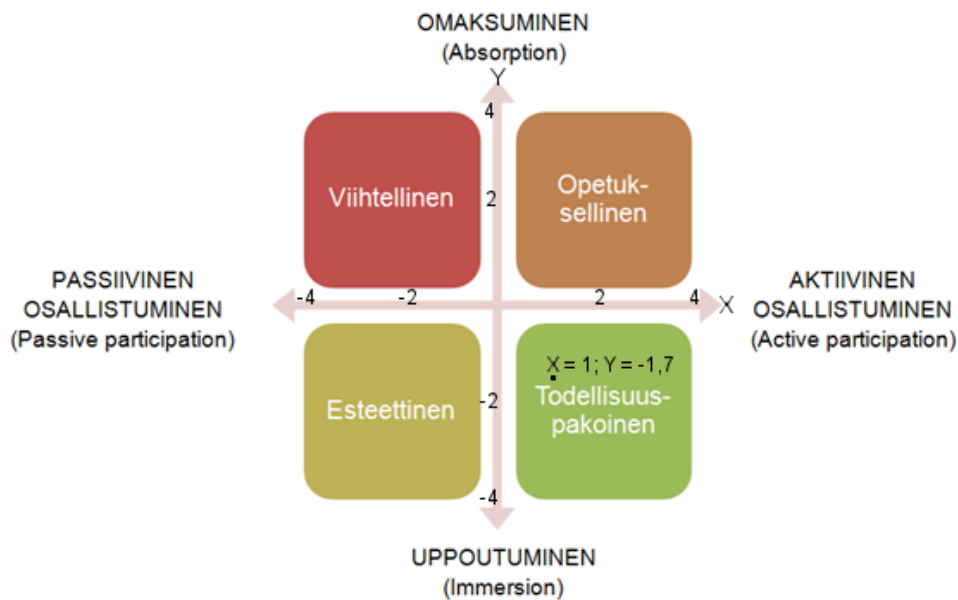 OMAKSUMINEN
(Absorption)
Y
4
Viihtellinen
2
Opetuk-
sellinen
PASSIIVINEN
OSALLISTUMINEN
(Passive participation)
-4
-2
2
4
X
AKTIIVINEN
OSALLISTUMINEN
(Active participation)
X = 1; Y = -1,7
Esteettinen
-2
Todellisuus-
pakoinen
-4
UPPOUTUMINEN
(Immersion)